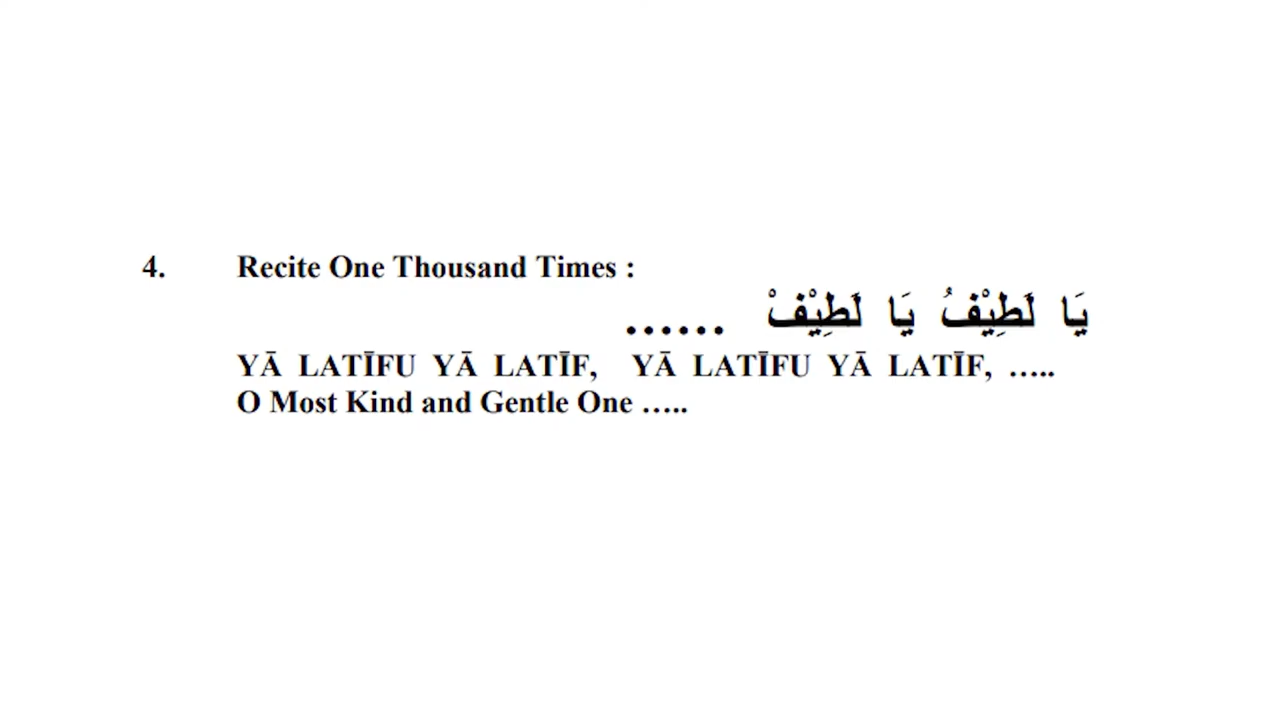 4. Recite One Thousand Times :
يَا لَطِيْفُ يَا لَطِيْفْ ......
YĀ LATĪFU YĀ LATĪF, YĀ LATĪFU YĀ LATĪF, …..
O Most Kind and Gentle One …..